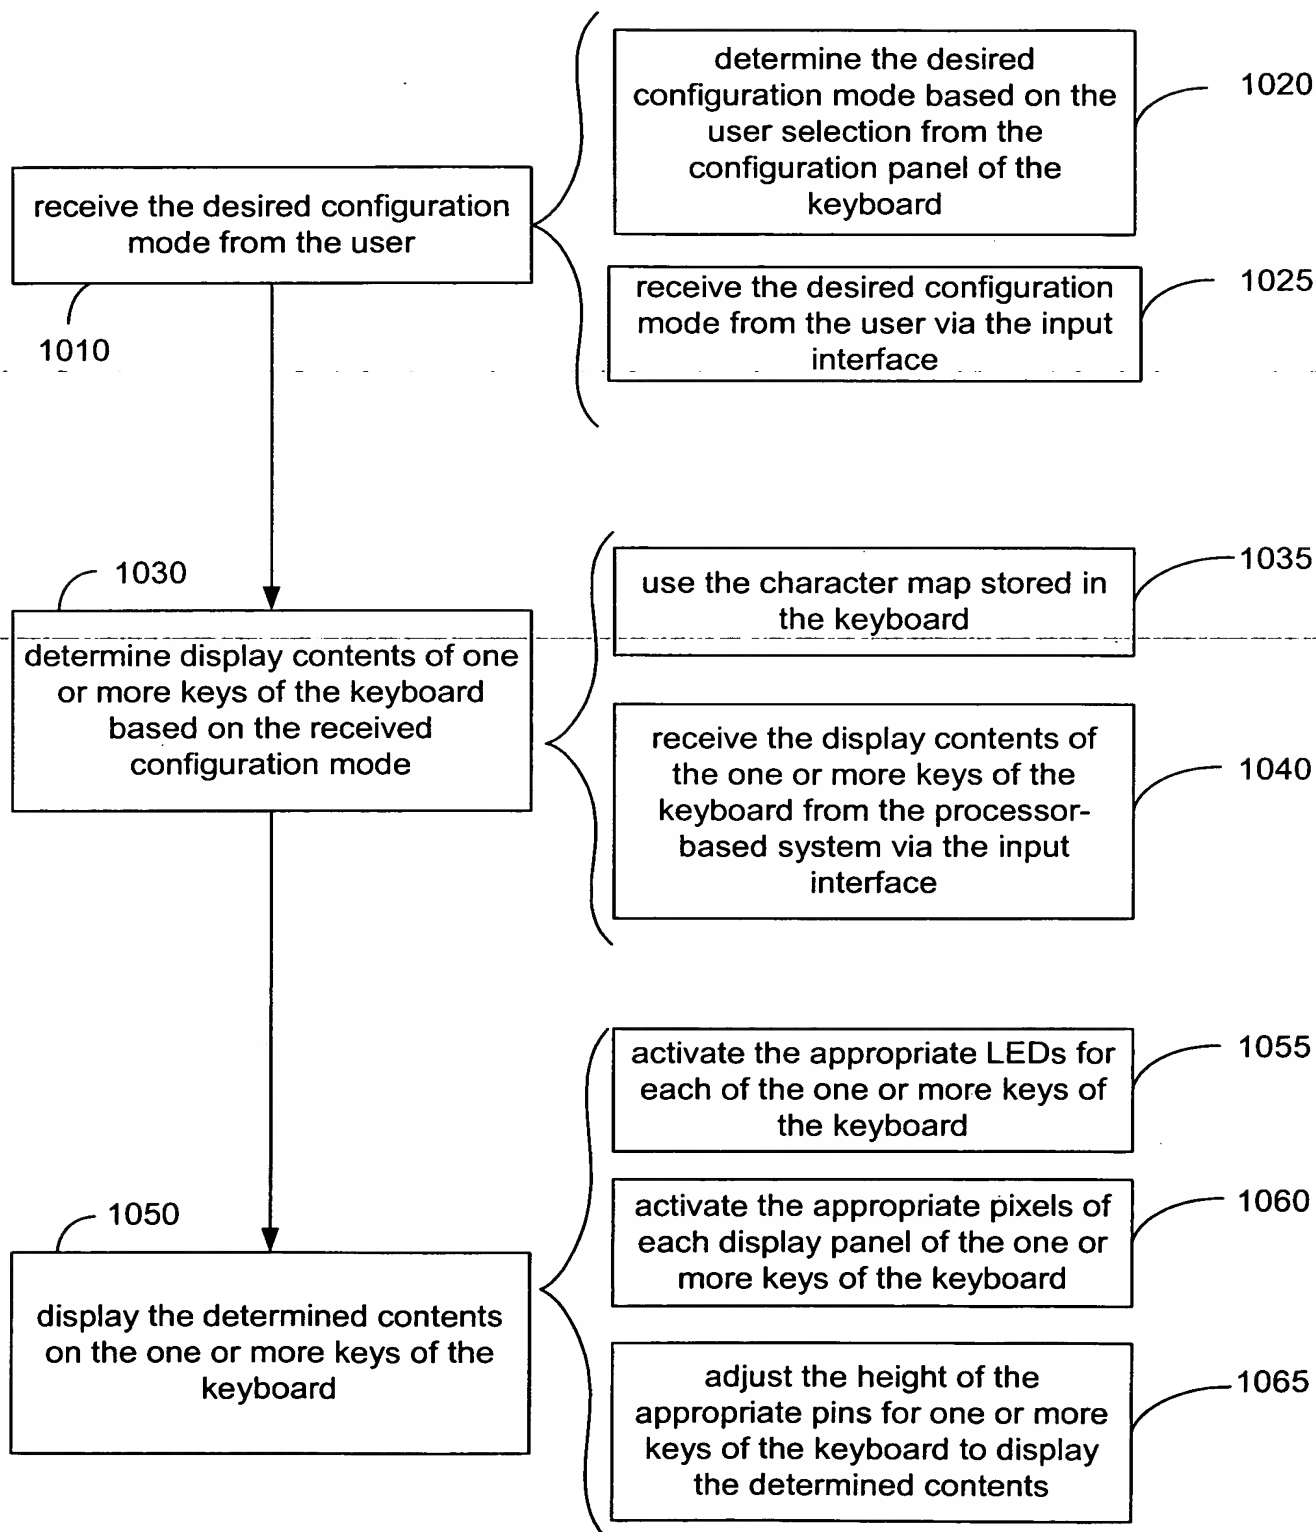 determine the desired
configuration mode based on the
user selection from the
configuration panel of the
keyboard
1020
receive the desired configuration
mode from the user
1010
receive the desired configuration
mode from the user via the input
interface
1025
1030
determine display contents of one
or more keys of the keyboard
based on the received
configuration mode
use the character map stored in
the keyboard
1035
receive the display contents of
the one or more keys of the
keyboard from the processor-
based system via the input
interface
1040
1050
display the determined contents
on the one or more keys of the
keyboard
activate the appropriate LEDs for
each of the one or more keys of
the keyboard
1055
activate the appropriate pixels of
each display panel of the one or
more keys of the keyboard
1060
adjust the height of the
appropriate pins for one or more
keys of the keyboard to display
the determined contents
1065